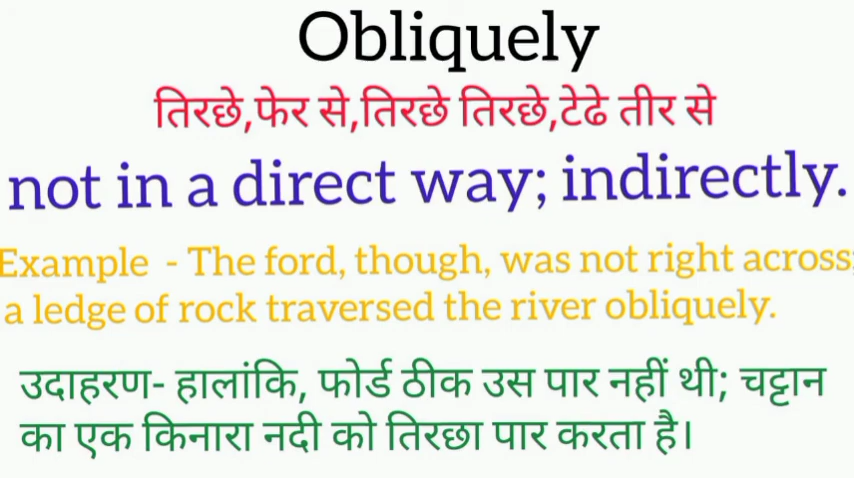 Obliquely
तिरछे,फेर से,तिरछे तिरछे,टेढे तीर से
not in a direct way; indirectly.
Example - The ford, though, was not right across;
a ledge of rock traversed the river obliquely.
उदाहरण- हालांकि, फोर्ड ठीक उस पार नहीं थी; चट्टान
का एक किनारा नदी को तिरछा पार करता है।